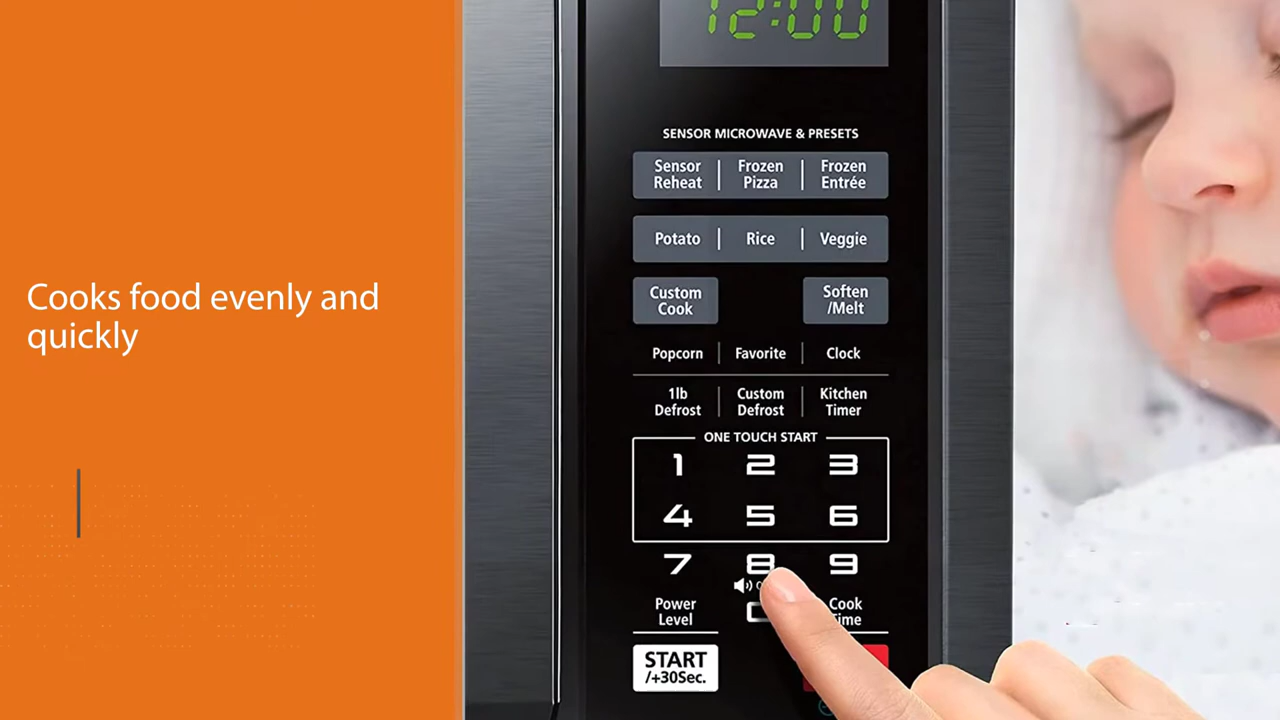 12:00
SENSOR MICROWAVE & PRESETS
Sensor Reheat | Frozen Pizza | Frozen Entrée
Potato | Rice | Veggie
Custom Cook
Soften /Melt
Popcorn | Favorite | Clock
1lb Defrost | Custom Defrost | Kitchen Timer
ONE TOUCH START
1 2 3
4 5 6
7 8 9
Power Level
Cook
START
/+30Sec.
Cooks food evenly and
quickly